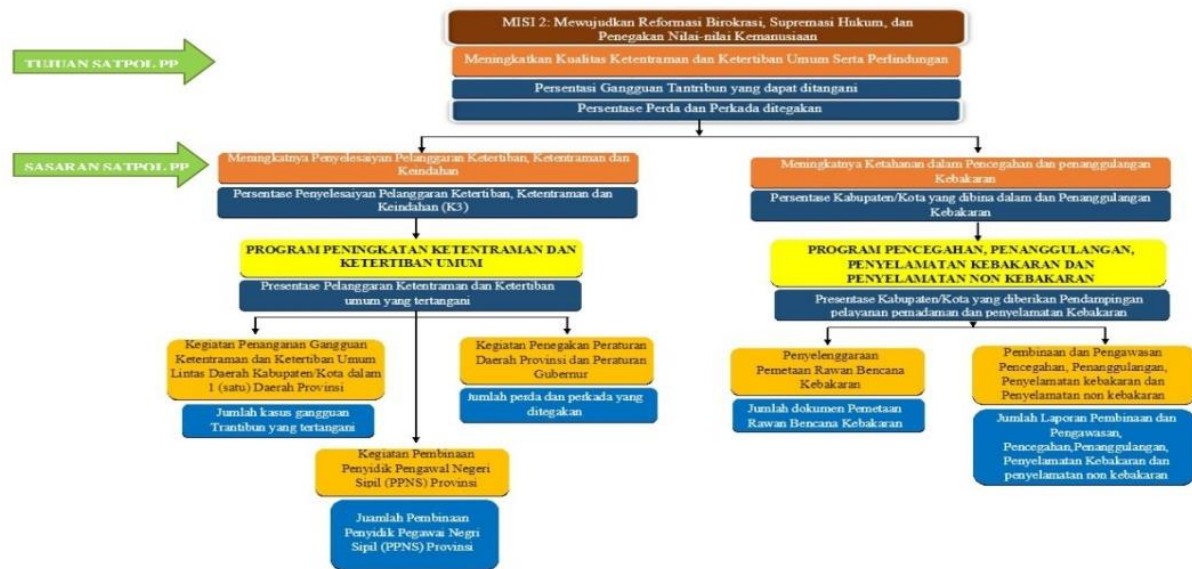 MISI 2: Mewujudkan Reformasi Birokrasi, Supremasi Hukum, dan
Penegakan Nilai-nilai Kemanusiaan
TUJUAN SATPOL PP
Meningkatkan Kualitas Ketentraman dan Ketertiban Umum Serta Perlindungan
Persentasi Gangguan Tantribun yang dapat ditangani
Persentase Perda dan Perkada ditegakan
SASARAN SATPOL PP
Meningkatnya Penyelesaiyan Pelanggaran Ketertiban, Ketentraman dan
Keindahan
Persentase Penyelesaiyan Pelanggaran Ketertiban, Ketentraman dan
Keindahan (K3)
PROGRAM PENINGKATAN KETENTRAMAN DAN
KETERTIBAN UMUM
Presentase Pelanggaran Ketentraman dan Ketertiban
umum yang tertangani
Kegiatan Penanganan Gangguan
Ketentraman dan Ketertiban Umum
Lintas Daerah Kabupaten/Kota dalam
1 (satu) Daerah Provinsi
Jumlah kasus gangguan
Trantibun yang tertangani
Kegiatan Penegakan Peraturan
Daerah Provinsi dan Peraturan
Gubernur
Jumlah perda dan perkada yang
ditegakan
Kegiatan Pembinaan
Penyidik Pengawal Negeri
Sipil (PPNS) Provinsi
Juamlah Pembinaan
Penyidik Pegawai Negri
Sipil (PPNS) Provinsi
Meningkatnya Ketahanan dalam Pencegahan dan penanggulangan
Kebakaran
Persentase Kabupaten/Kota yang dibina dalam dan Penanggulangan
Kebakaran
PROGRAM PENCEGAHAN, PENANGGULANGAN,
PENYELAMATAN KEBAKARAN DAN
PENYELAMATAN NON KEBAKARAN
Presentase Kabupaten/Kota yang diberikan Pendampingan
pelayanan pemadaman dan penyelamatan Kebakaran
Penyelenggaraan
Pemetaan Rawan Bencana
Kebakaran
Jumlah dokumen Pemetaan
Rawan Bencana Kebakaran
Pembinaan dan Pengawasan
Pencegahan, Penanggulangan,
Penyelamatan kebakaran dan
Penyelamatan non kebakaran
Jumlah Laporan Pembinaan dan
Pengawasan,
Pencegahan,Penanggulangan,
Penyelamatan Kebakaran dan
penyelamatan non kebakaran